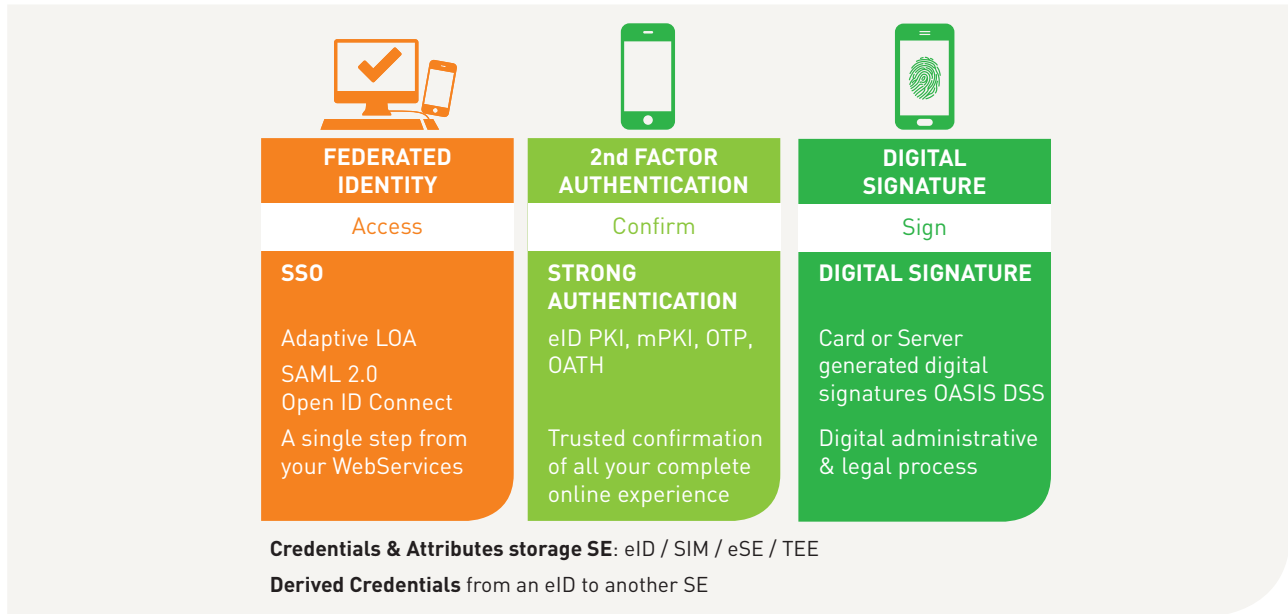 FEDERATED
IDENTITY
Access
SSO
Adaptive LOA
SAML 2.0
Open ID Connect
A single step from
your WebServices
2nd FACTOR
AUTHENTICATION
Confirm
STRONG
AUTHENTICATION
eID PKI, mPKI, OTP,
OATH
Trusted confirmation
of all your complete
online experience
DIGITAL
SIGNATURE
Sign
DIGITAL SIGNATURE
Card or Server
generated digital
signatures OASIS DSS
Digital administrative
& legal process
Credentials & Attributes storage SE: eID / SIM / eSE / TEE
Derived Credentials from an eID to another SE